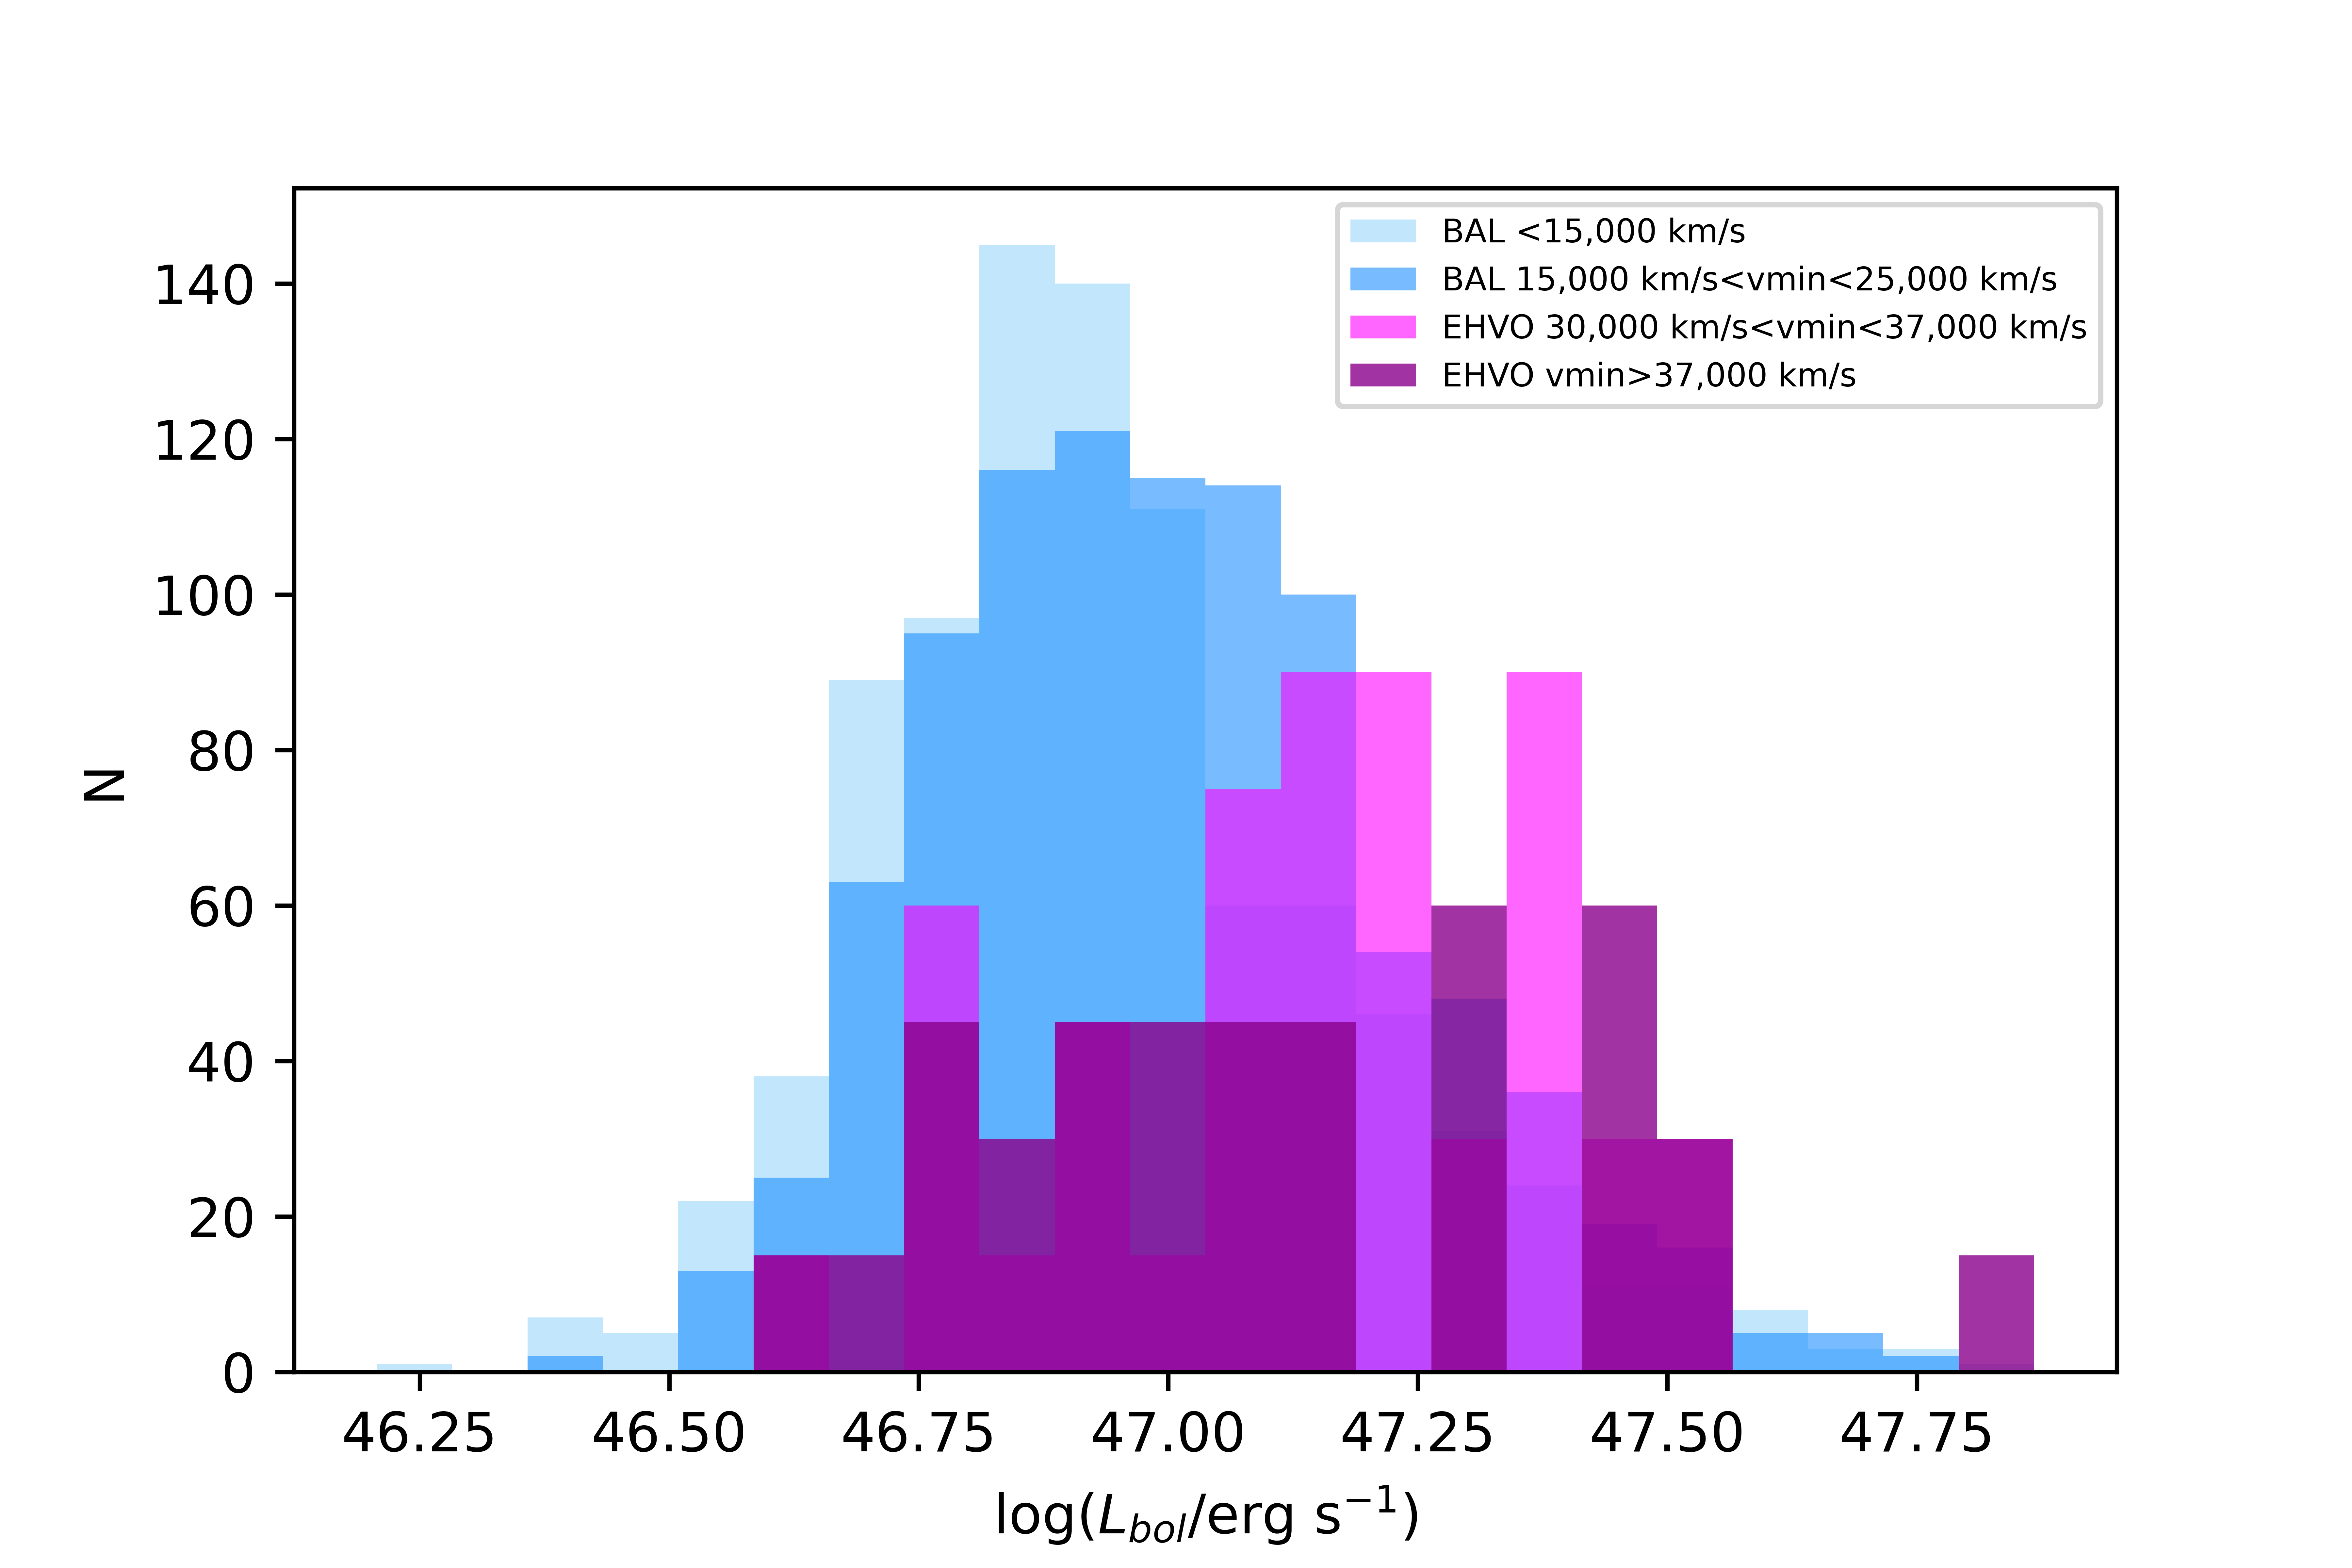 BAL <15,000 km/s
BAL 15,000 km/s<vmin<25,000 km/s
EHVO 30,000 km/s<vmin<37,000 km/s
EHVO vmin>37,000 km/s
140
120
100
80
60
40
20
0
N
46.25 46.50 46.75 47.00 47.25 47.50 47.75
log(L_bol/erg s⁻¹)